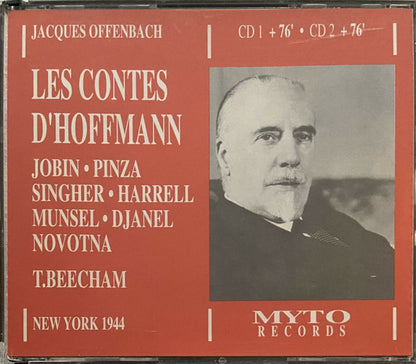 JACQUES OFFENBACH
CD 1 + 76' • CD 2 + 76'
LES CONTES
D'HOFFMANN
JOBIN • PINZA
SINGHER • HARRELL
MUNSEL • DJANEL
NOVOTNA
T.BEECHAM
NEW YORK 1944
MYTO
RECORDS